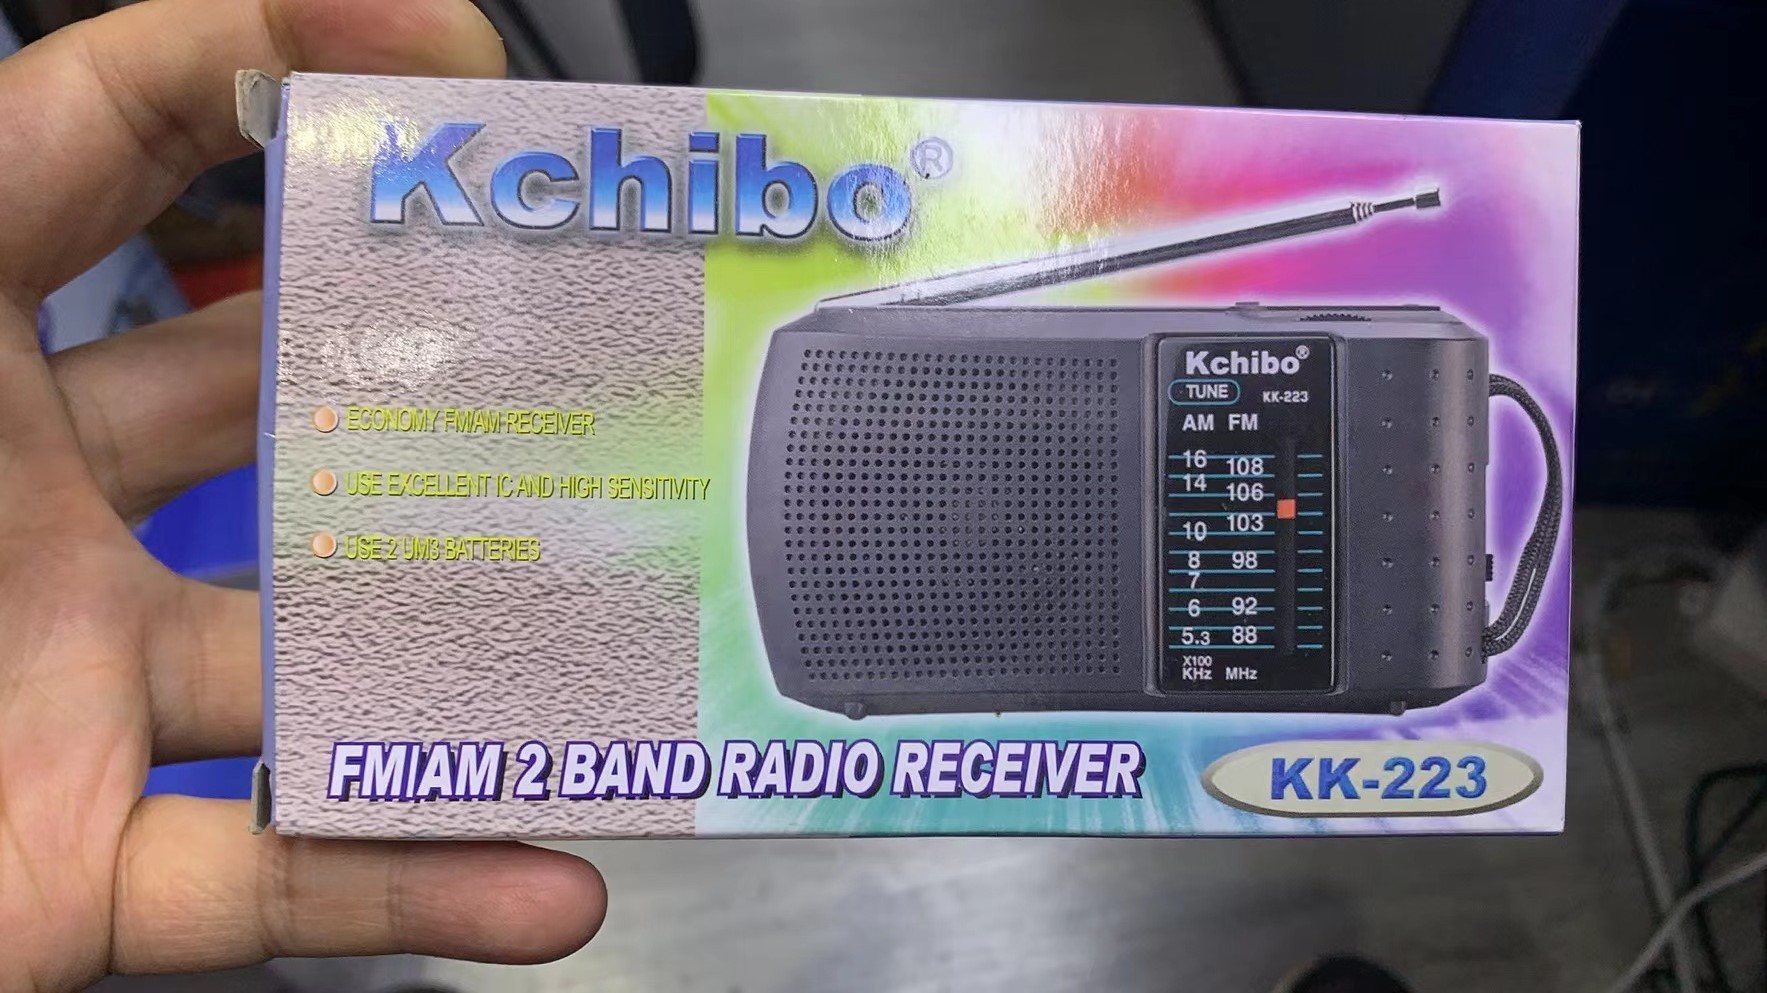 Kchibo®
ECONOMY FM/AM RECEIVER
USE EXCELLENT IC AND HIGH SENSITIVITY
USE 2 UM3 BATTERIES
Kchibo®
TUNE
KK-223
AM FM
16 108
14 106
10 103
8 98
7
6 92
5.3 88
X100
KHz MHz
FM/AM 2 BAND RADIO RECEIVER
KK-223